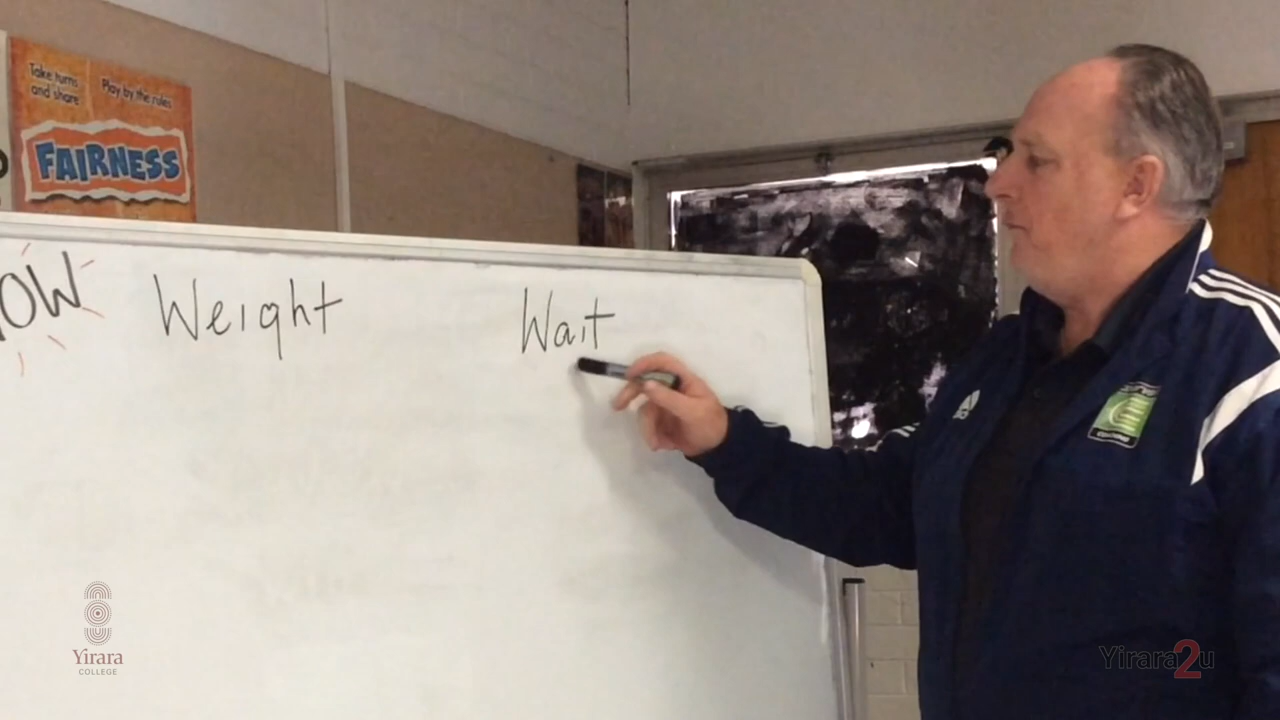 Take turns
and share
Play by the rules
FAIRNESS
OW
Weight
Wait
Yirara
COLLEGE
Yirara2u